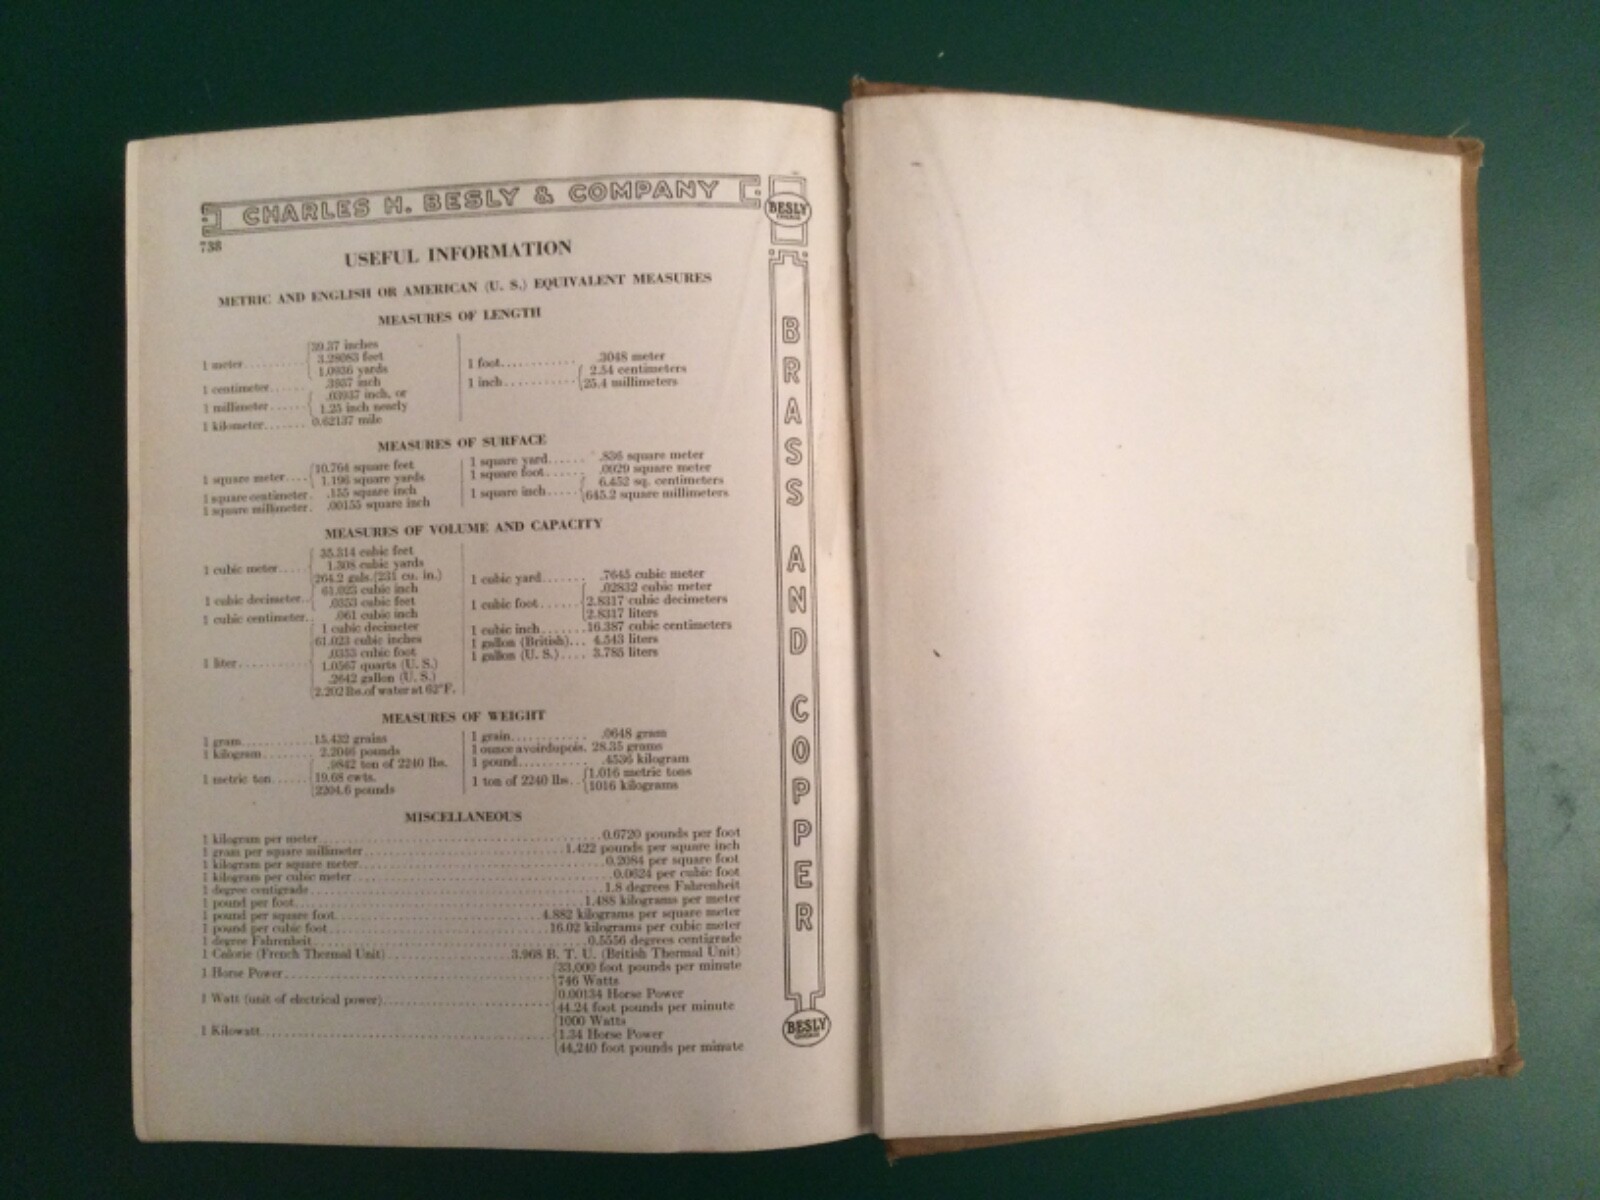 CHARLES H. BESLY & COMPANY
BESLY
738
USEFUL INFORMATION
METRIC AND ENGLISH OR AMERICAN (U. S.) EQUIVALENT MEASURES
MEASURES OF LENGTH
1 meter......... 39.37 inches
3.28083 feet
1.0936 yards
1 centimeter...... .3937 inch
1 millimeter...... .03937 inch, or
1.25 inch nearly
1 kilometer....... 0.62137 mile
1 foot........... .3048 meter
1 inch.......... 2.54 centimeters
25.4 millimeters
MEASURES OF SURFACE
1 square meter.... 10.764 square feet
1.196 square yards
1 square centimeter. .155 square inch
1 square millimeter. .00155 square inch
1 square yard...... .836 square meter
1 square foot...... .0929 square meter
1 square inch..... 6.452 sq. centimeters
645.2 square millimeters
MEASURES OF VOLUME AND CAPACITY
1 cubic meter..... 35.314 cubic feet
1.308 cubic yards
264.2 gals. (231 cu. in.)
1 cubic decimeter.. 61.023 cubic inch
.0353 cubic feet
1 cubic centimeter.. .061 cubic inch
1 liter........... 1 cubic decimeter
61.023 cubic inches
.0353 cubic foot
1.0567 quarts (U. S.)
.2642 gallon (U. S.)
2.202 lbs. of water at 62°F.
1 cubic yard....... .7645 cubic meter
1 cubic foot...... .02832 cubic meter
2.8317 cubic decimeters
2.8317 liters
1 cubic inch....... 16.387 cubic centimeters
1 gallon (British)... 4.543 liters
1 gallon (U. S.).... 3.785 liters
MEASURES OF WEIGHT
1 gram............ 15.432 grains
1 kilogram........ 2.2046 pounds
1 metric ton...... .9842 ton of 2240 lbs.
19.68 cwts.
2204.6 pounds
1 grain............ .0648 gram
1 ounce avoirdupois. 28.35 grams
1 pound........... .4536 kilogram
1 ton of 2240 lbs... 1.016 metric tons
1016 kilograms
MISCELLANEOUS
1 kilogram per meter........ 0.6720 pounds per foot
1 gram per square millimeter........ 1.422 pounds per square inch
1 kilogram per square meter........ 0.2084 per square foot
1 kilogram per cubic meter........ 0.0624 per cubic foot
1 degree centigrade........ 1.8 degrees Fahrenheit
1 pound per foot........ 1.488 kilograms per meter
1 pound per square foot........ 4.882 kilograms per square meter
1 pound per cubic foot........ 16.02 kilograms per cubic meter
1 degree Fahrenheit........ 0.5556 degrees centigrade
1 Calorie (French Thermal Unit)........ 3.968 B. T. U. (British Thermal Unit)
1 Horse Power........ 33,000 foot pounds per minute
746 Watts
1 Watt (unit of electrical power)........ 0.00134 Horse Power
44.24 foot pounds per minute
1 Kilowatt........ 1000 Watts
1.34 Horse Power
44,240 foot pounds per minute
BRASS AND COPPER
BESLY